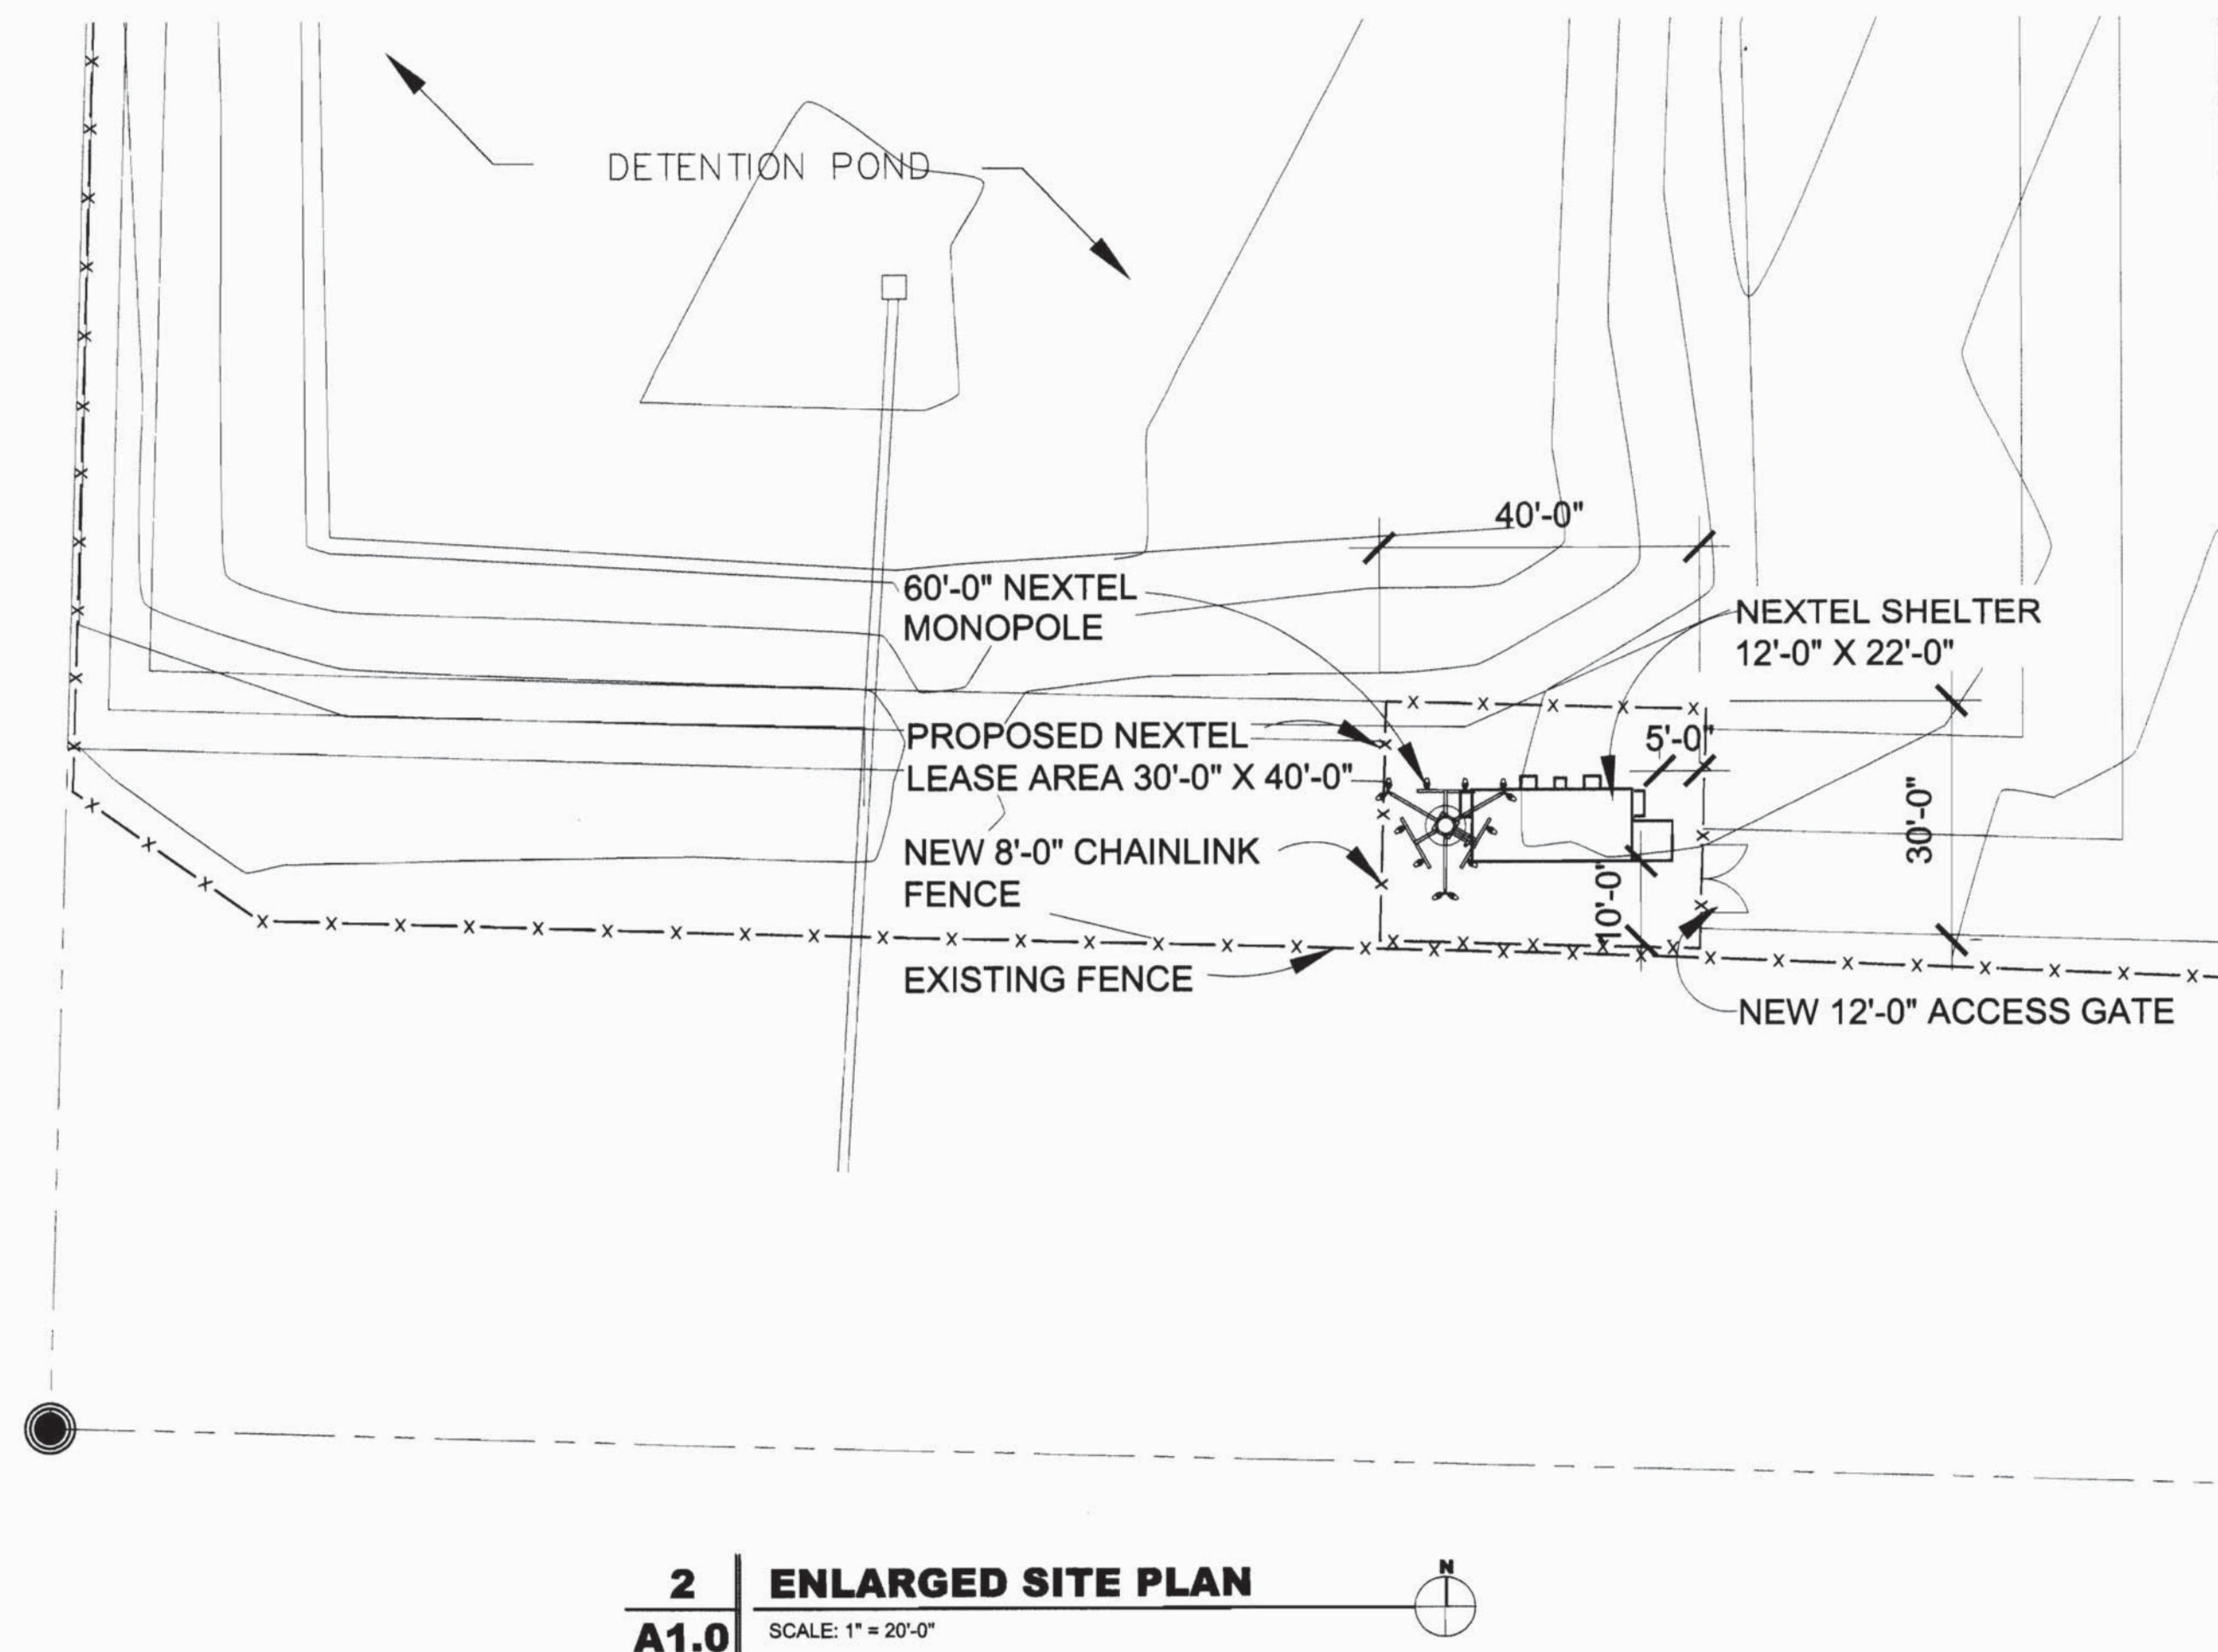 DETENTION POND
40'-0"
60'-0" NEXTEL
MONOPOLE
NEXTEL SHELTER
12'-0" X 22'-0"
PROPOSED NEXTEL
LEASE AREA 30'-0" X 40'-0"
5'-0"
30'-0"
NEW 8'-0" CHAINLINK
FENCE
10'-0"
EXISTING FENCE
NEW 12'-0" ACCESS GATE
2
A1.0
ENLARGED SITE PLAN
SCALE: 1" = 20'-0"
N